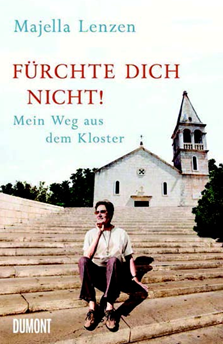 Majella Lenzen
FÜRCHTE DICH
NICHT!
Mein Weg aus
dem Kloster
DUMONT